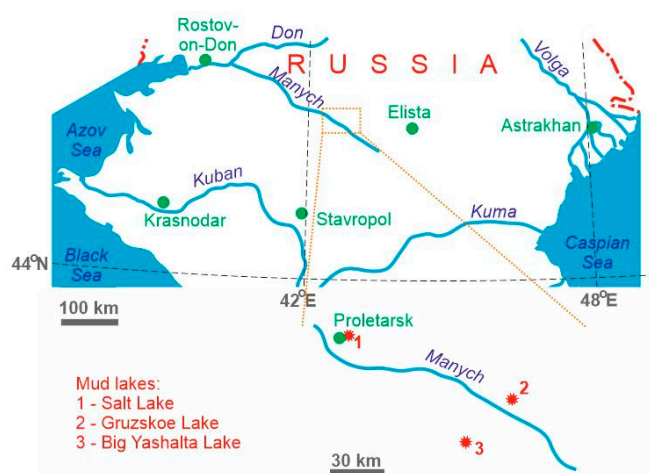 Rostov-
on-Don
Don
Volga
RUSSIA
Manych
Elista
Astrakhan
Azov
Sea
Kuban
Krasnodar
Stavropol
Kuma
Caspian
Sea
Black
Sea
44°N
42°E
48°E
100 km
Proletarsk
1
Manych
2
3
Mud lakes:
1 - Salt Lake
2 - Gruzskoe Lake
3 - Big Yashalta Lake
30 km